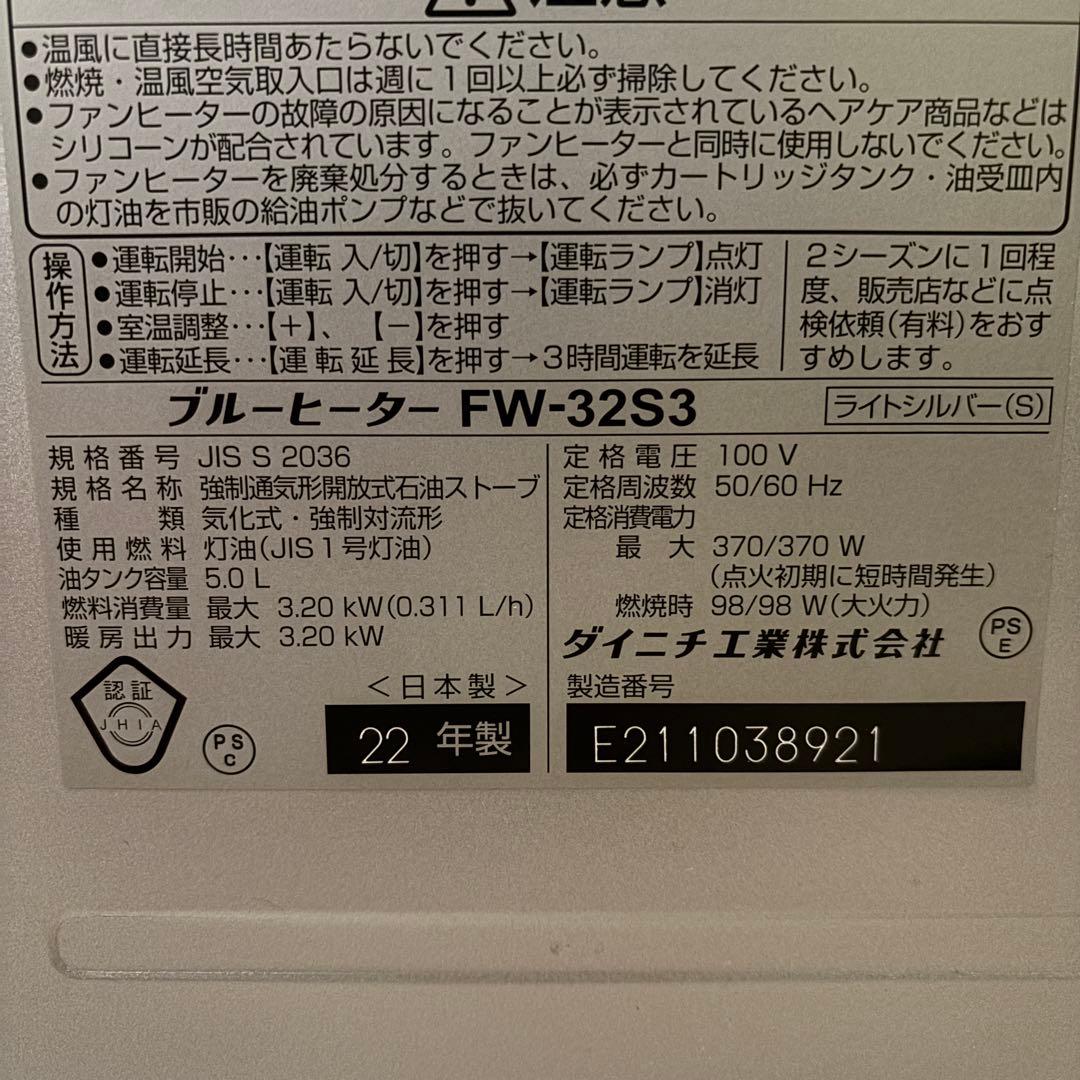 注意
●温風に直接長時間あたらないでください。
●燃焼・温風空気取入口は週に1回以上必ず掃除してください。
●ファンヒーターの故障の原因になることが表示されているヘアケア商品などは
シリコーンが配合されています。ファンヒーターと同時に使用しないでください。
●ファンヒーターを廃棄処分するときは、必ずカートリッジタンク・油受皿内
の灯油を市販の給油ポンプなどで抜いてください。
操作方法
●運転開始…【運転 入/切】を押す→【運転ランプ】点灯
●運転停止…【運転 入/切】を押す→【運転ランプ】消灯
●室温調整…【+】、【-】を押す
●運転延長…【運転延長】を押す→3時間運転を延長
2シーズンに1回程
度、販売店などに点
検依頼(有料)をおす
すめします。
ブルーヒーター FW-32S3
ライトシルバー(S)
規格番号 JIS S 2036
規格名称 強制通気形開放式石油ストーブ
種類 気化式・強制対流形
使用燃料 灯油(JIS1号灯油)
油タンク容量 5.0 L
燃料消費量 最大 3.20 kW(0.311 L/h)
暖房出力 最大 3.20 kW
認証
JHIA
PS
C
<日本製>
22 年製
定格電圧 100 V
定格周波数 50/60 Hz
定格消費電力
最大 370/370 W
(点火初期に短時間発生)
燃焼時 98/98 W(大火力)
ダイニチ工業株式会社
PS
E
製造番号
E211038921